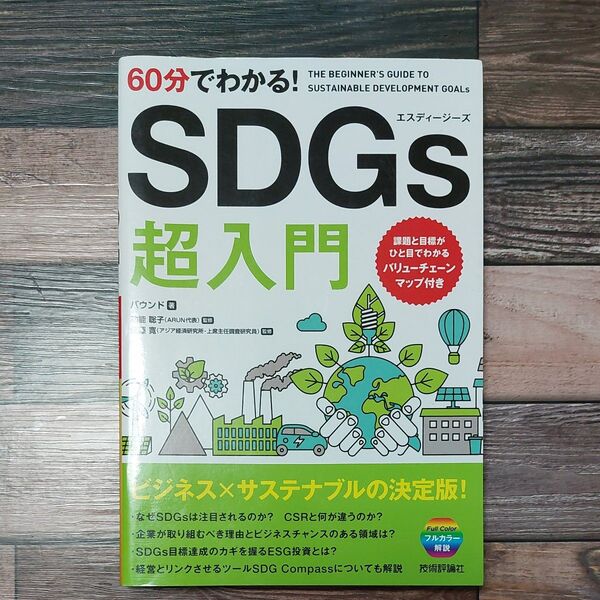 60分でわかる!
THE BEGINNER'S GUIDE TO
SUSTAINABLE DEVELOPMENT GOALs
エスディージーズ
SDGs
超入門
課題と目標が
ひと目でわかる
バリューチェーン
マップ付き
バウンド 著
聡子(ARUN代表) 監修
寛(アジア経済研究所・上席主任調査研究員) 監修
ビジネス×サステナブルの決定版!
・なぜSDGsは注目されるのか? CSRと何が違うのか?
・企業が取り組むべき理由とビジネスチャンスのある領域は?
・SDGs目標達成のカギを握るESG投資とは?
・経営とリンクさせるツールSDG Compassについても解説
Full Color
フルカラー
解説
技術評論社